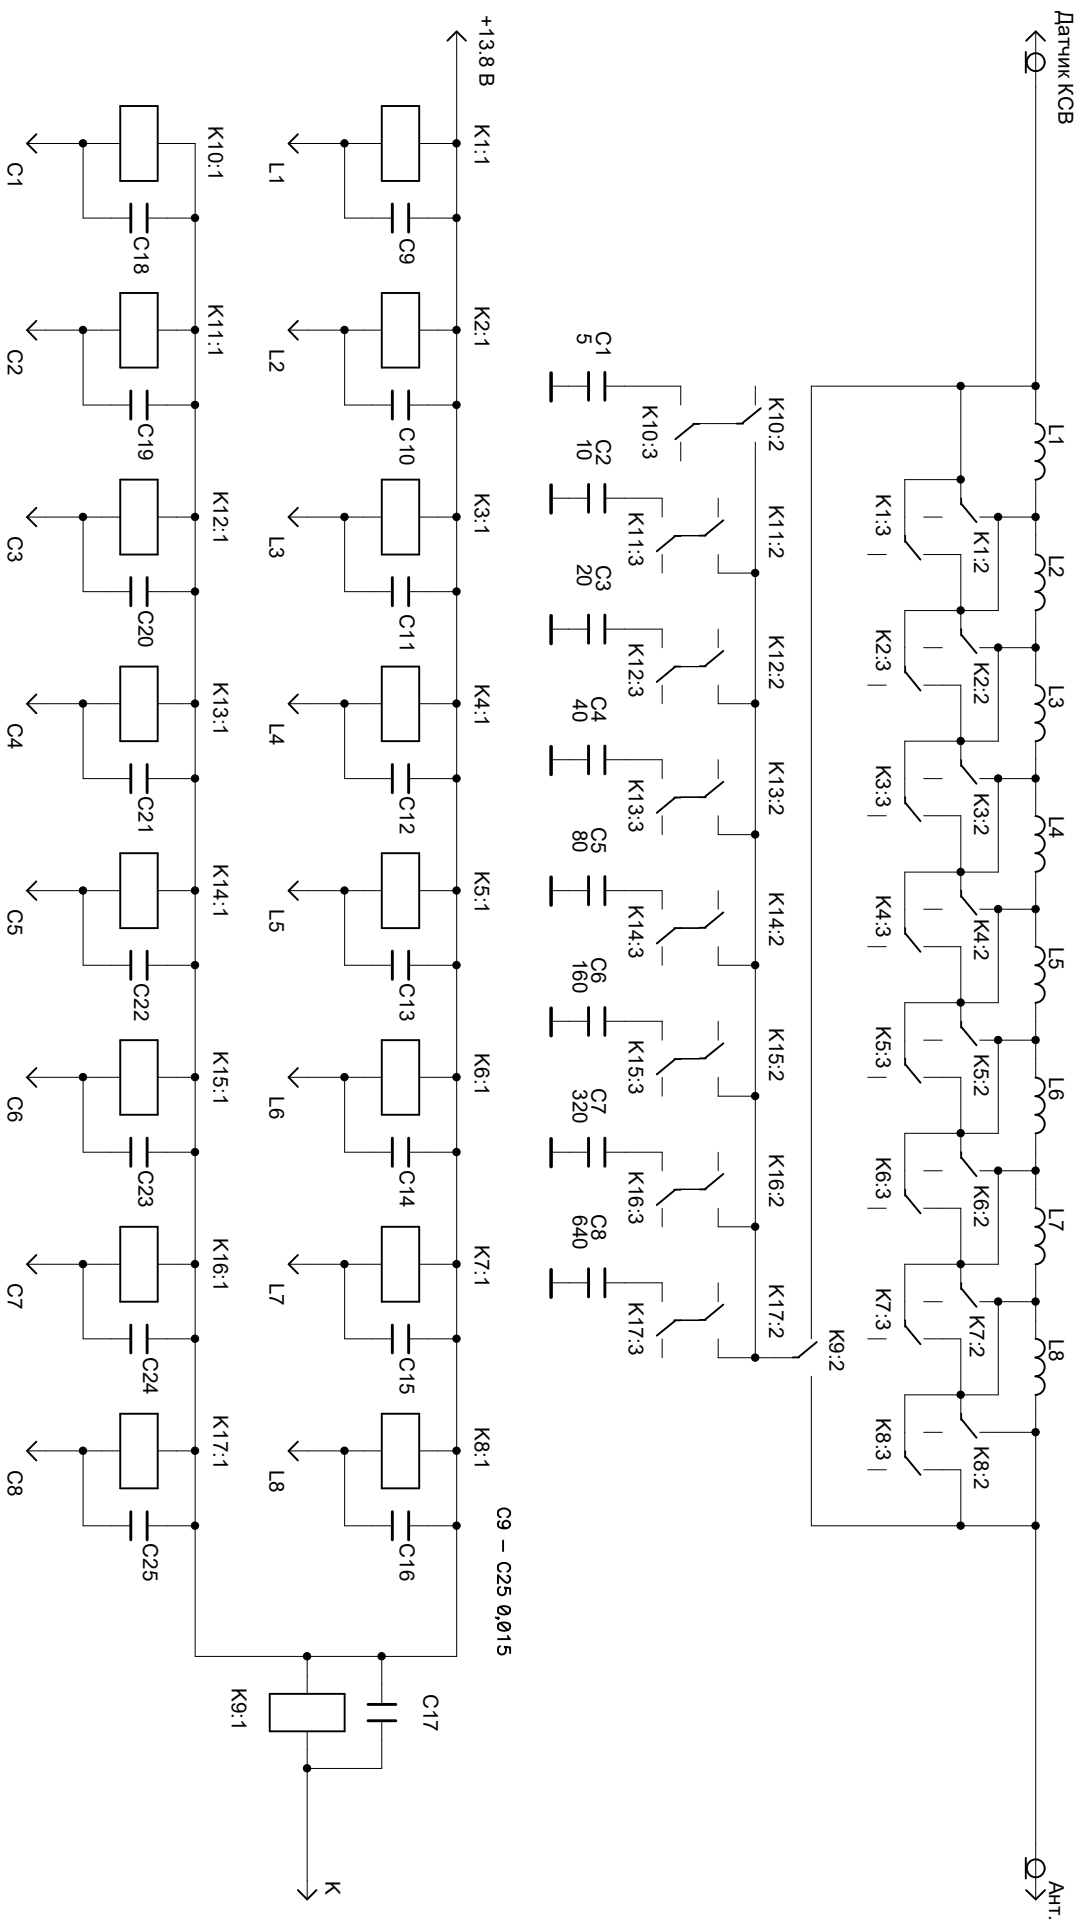 Датчик КСВ
Ант.
L1
L2
L3
L4
L5
L6
L7
L8
K1:2
K2:2
K3:2
K4:2
K5:2
K6:2
K7:2
K8:2
K1:3
K2:3
K3:3
K4:3
K5:3
K6:3
K7:3
K8:3
K9:2
K10:2
K11:2
K12:2
K13:2
K14:2
K15:2
K16:2
K17:2
K10:3
K11:3
K12:3
K13:3
K14:3
K15:3
K16:3
K17:3
C1
5
C2
10
C3
20
C4
40
C5
80
C6
160
C7
320
C8
640
C9 – C25 0,015
+13.8 В
K1:1
K2:1
K3:1
K4:1
K5:1
K6:1
K7:1
K8:1
C9
C10
C11
C12
C13
C14
C15
C16
C17
L1
L2
L3
L4
L5
L6
L7
L8
K9:1
K
K10:1
K11:1
K12:1
K13:1
K14:1
K15:1
K16:1
K17:1
C18
C19
C20
C21
C22
C23
C24
C25
C1
C2
C3
C4
C5
C6
C7
C8